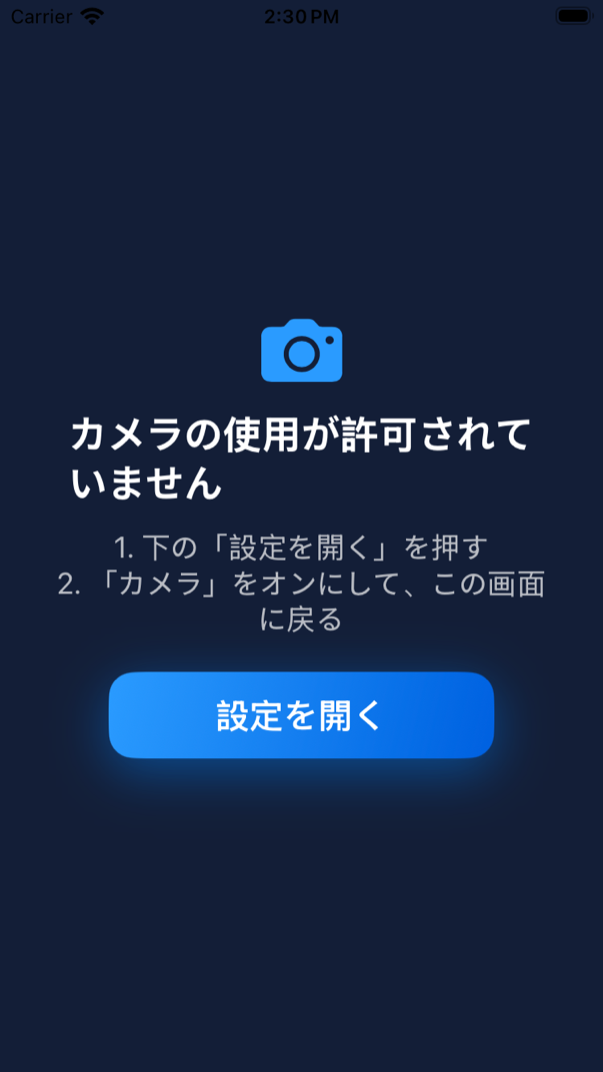 Carrier 2:30 PM
カメラの使用が許可されて
いません
1. 下の「設定を開く」を押す
2. 「カメラ」をオンにして、この画面
に戻る
設定を開く